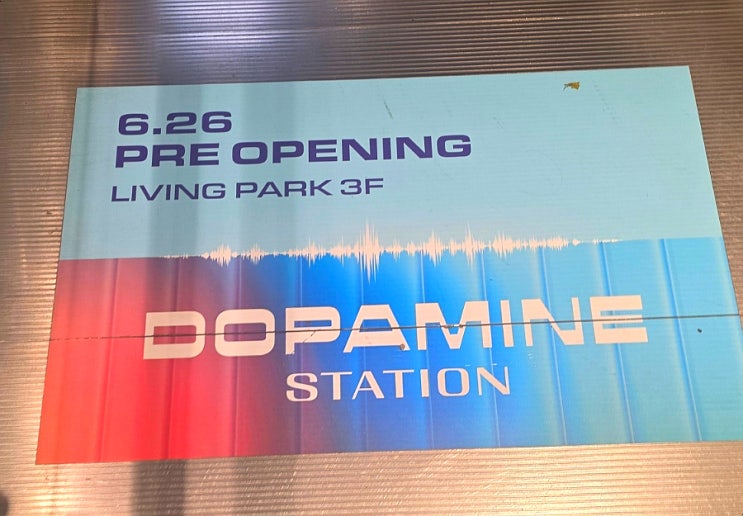 6.26
PRE OPENING
LIVING PARK 3F
DOPAMINE
STATION